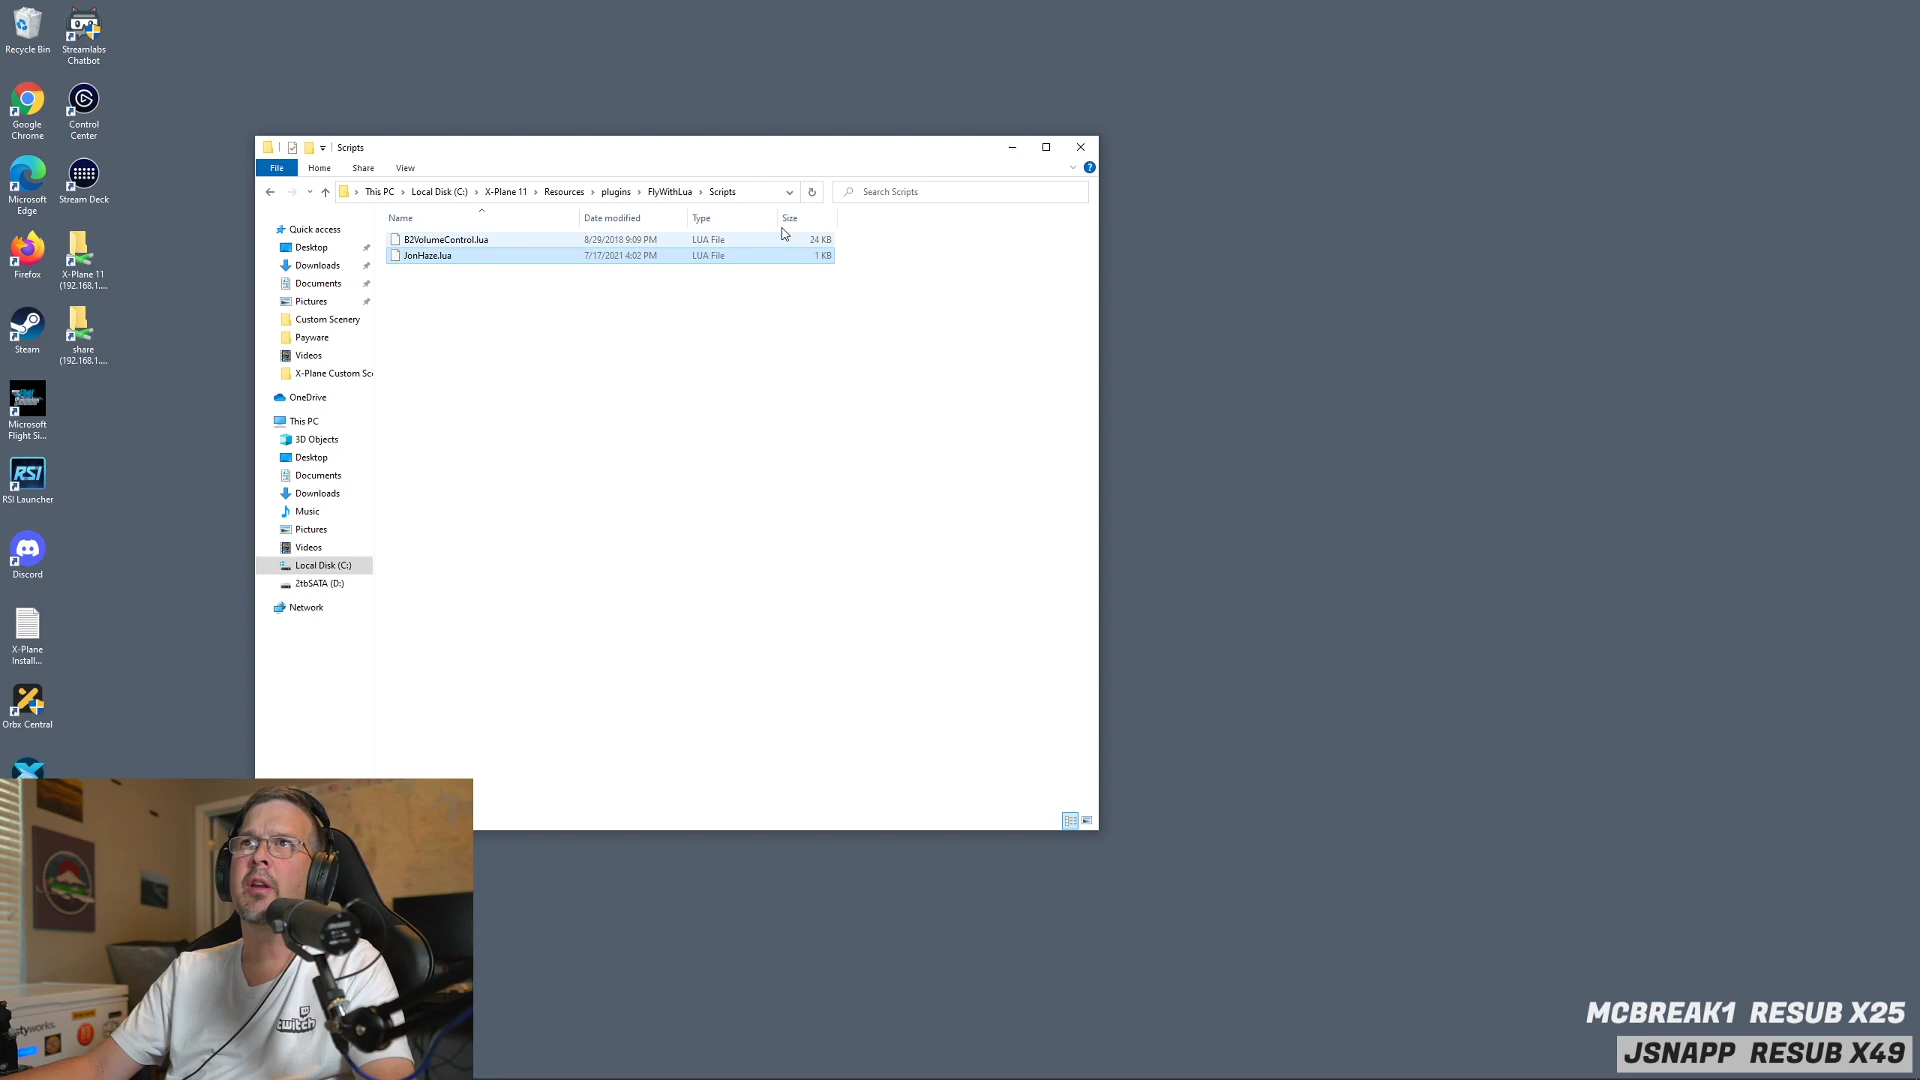 Recycle Bin
Streamlabs
Chatbot
Google
Chrome
Control
Center
Microsoft
Edge
Stream Deck
Firefox
X-Plane 11
(192.168.1....
Steam
share
(192.168.1....
Microsoft
Flight Si...
RSI
RSI Launcher
Discord
X-Plane
Install...
Orbx Central
Scripts
File
Home
Share
View
This PC > Local Disk (C:) > X-Plane 11 > Resources > plugins > FlyWithLua > Scripts
Search Scripts
Name
Date modified
Type
Size
B2VolumeControl.lua
8/29/2018 9:09 PM
LUA File
24 KB
JonHaze.lua
7/17/2021 4:02 PM
LUA File
1 KB
Quick access
Desktop
Downloads
Documents
Pictures
Custom Scenery
Payware
Videos
X-Plane Custom Sc
OneDrive
This PC
3D Objects
Desktop
Documents
Downloads
Music
Pictures
Videos
Local Disk (C:)
2tbSATA (D:)
Network
twitch
MCBREAK1 RESUB X25
JSNAPP RESUB X49